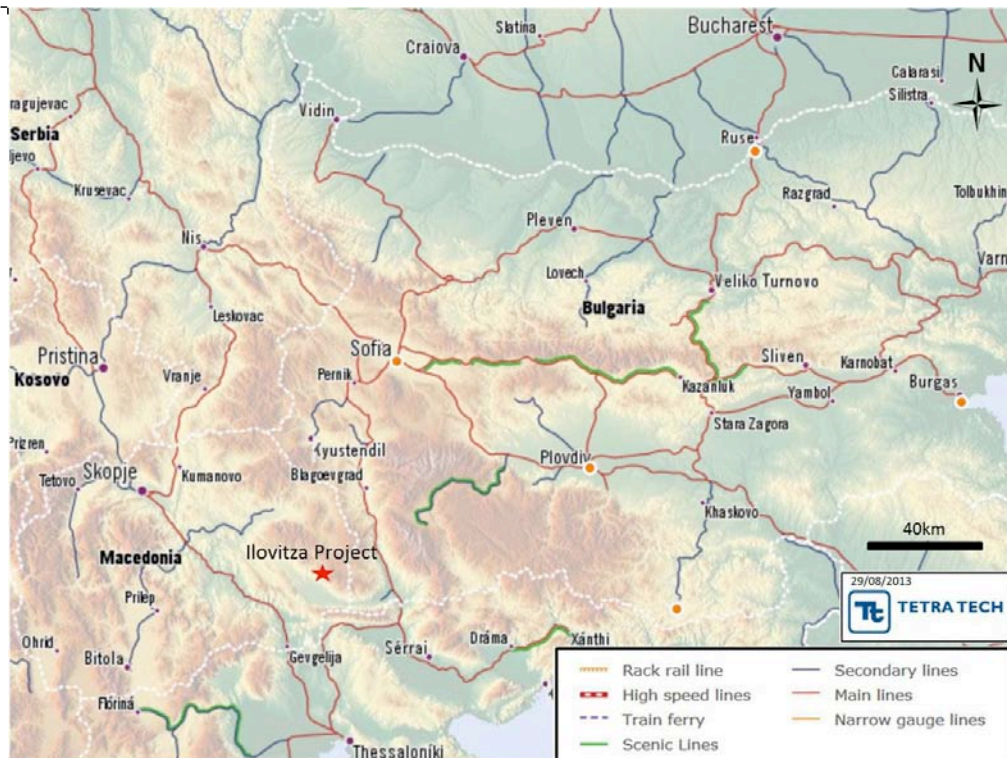 Slatina
Bucharest
Craiova
N
Calarasi
Silistra
Vidin
ragujevac
Serbia
Ruse
ljevo
Krusevac
Razgrad
Tolbukhin
Pleven
Nis
Lovech
Veliko Turnovo
Varn
Bulgaria
Leskovac
Sofia
Pristina
Kosovo
Vranje
Pernik
Kazanluk
Sliven
Karnobat
Burgas
Yambol
Stara Zagora
Prizren
Kyustendil
Skopje
Kumanovo
Tetovo
Blagoevgrad
Plovdiv
Khaskovo
40km
Macedonia
Ilovitza Project
29/08/2013
Tt TETRA TECH
Prilep
Ohrid
Bitola
Gevgelija
Sérrai
Dráma
Xánthi
Flóriná
Thessaloníki
Rack rail line
High speed lines
Train ferry
Scenic Lines
Secondary lines
Main lines
Narrow gauge lines